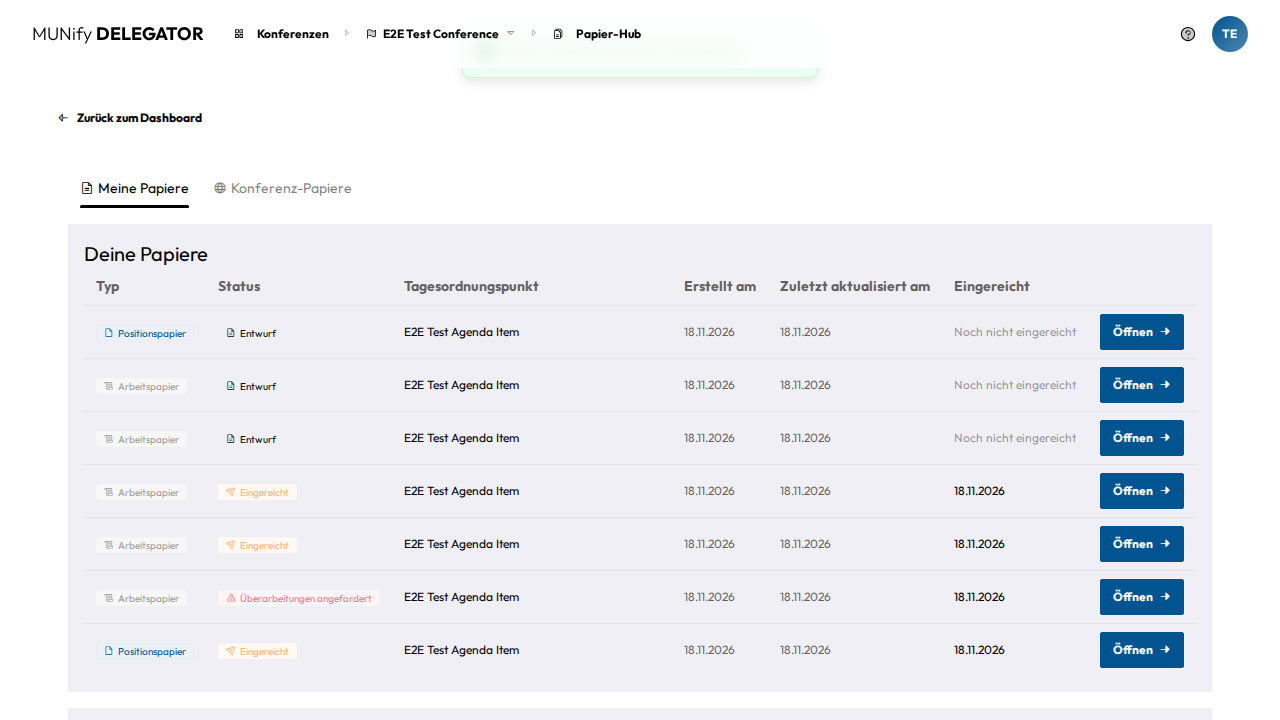 MUNify DELEGATOR Konferenzen E2E Test Conference Papier-Hub TE
Zurück zum Dashboard
Meine Papiere Konferenz-Papiere
Deine Papiere
Typ Status Tagesordnungspunkt Erstellt am Zuletzt aktualisiert am Eingereicht
Positionspapier Entwurf E2E Test Agenda Item 18.11.2026 18.11.2026 Noch nicht eingereicht Öffnen
Arbeitspapier Entwurf E2E Test Agenda Item 18.11.2026 18.11.2026 Noch nicht eingereicht Öffnen
Arbeitspapier Entwurf E2E Test Agenda Item 18.11.2026 18.11.2026 Noch nicht eingereicht Öffnen
Arbeitspapier Eingereicht E2E Test Agenda Item 18.11.2026 18.11.2026 18.11.2026 Öffnen
Arbeitspapier Eingereicht E2E Test Agenda Item 18.11.2026 18.11.2026 18.11.2026 Öffnen
Arbeitspapier Überarbeitungen angefordert E2E Test Agenda Item 18.11.2026 18.11.2026 18.11.2026 Öffnen
Positionspapier Eingereicht E2E Test Agenda Item 18.11.2026 18.11.2026 18.11.2026 Öffnen